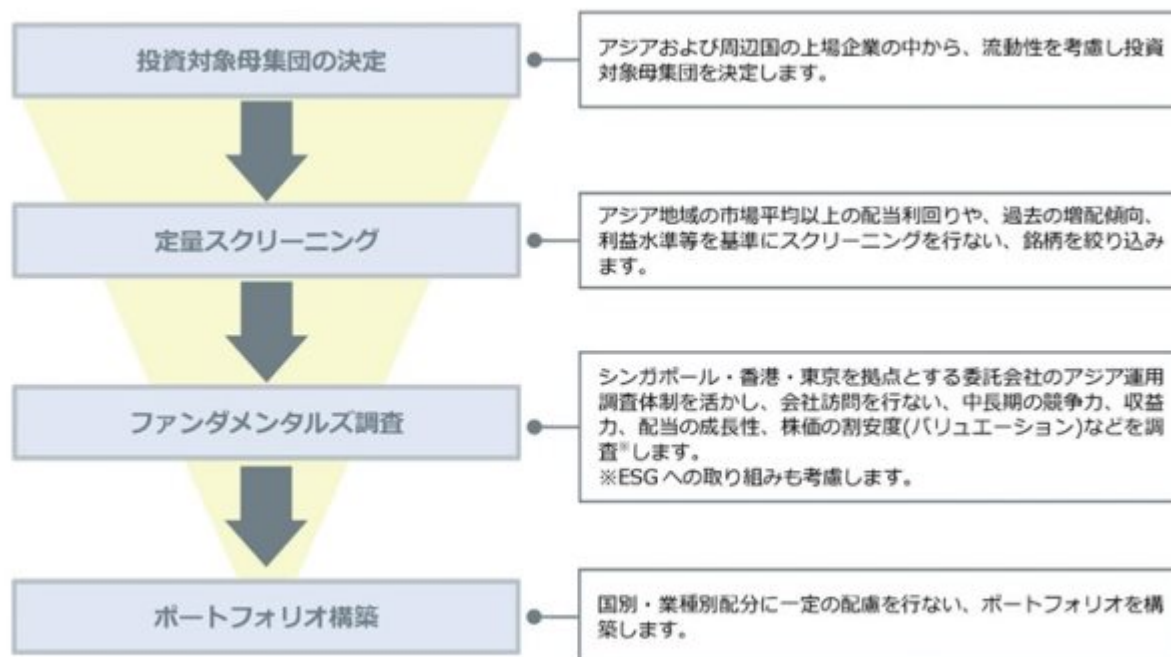 投資対象母集団の決定
アジアおよび周辺国の上場企業の中から、流動性を考慮し投資
対象母集団を決定します。
定量スクリーニング
アジア地域の市場平均以上の配当利回りや、過去の増配傾向、
利益水準等を基準にスクリーニングを行ない、銘柄を絞り込み
ます。
ファンダメンタルズ調査
シンガポール・香港・東京を拠点とする委託会社のアジア運用
調査体制を活かし、会社訪問を行ない、中長期の競争力、収益
力、配当の成長性、株価の割安度(バリュエーション)などを調
査※します。
※ESGへの取り組みも考慮します。
ポートフォリオ構築
国別・業種別配分に一定の配慮を行ない、ポートフォリオを構
築します。